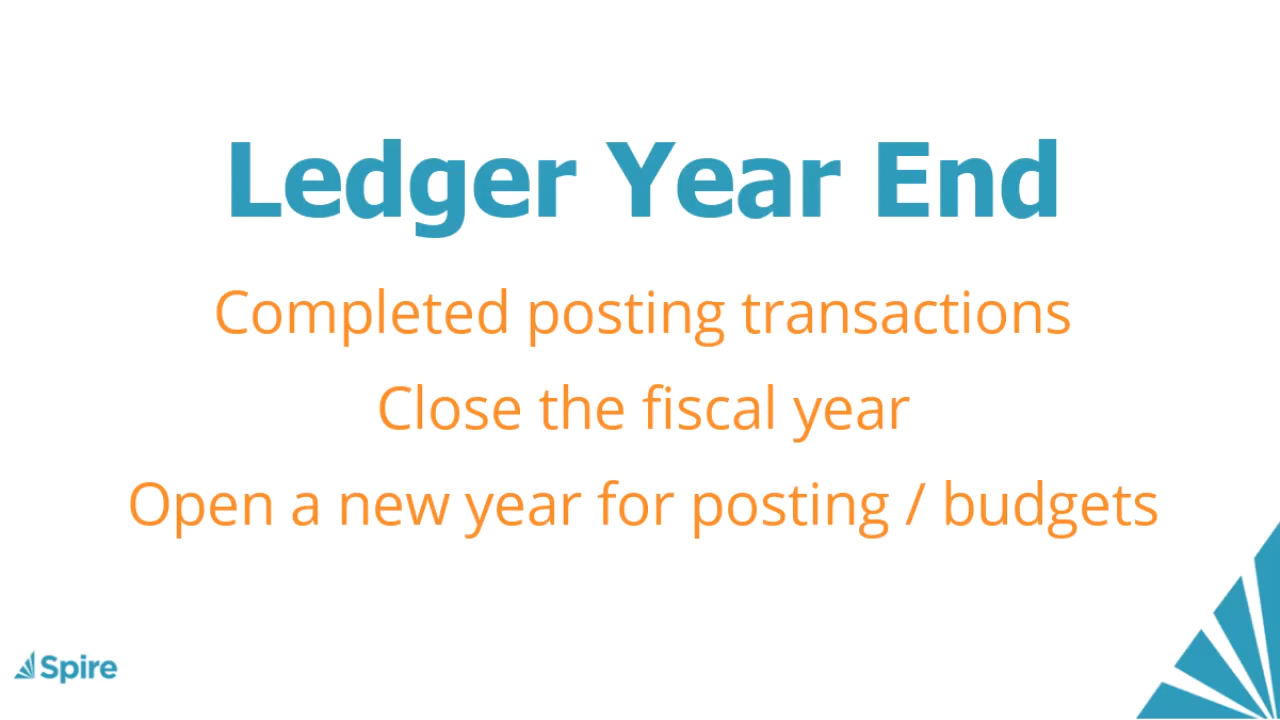 Ledger Year End
Completed posting transactions
Close the fiscal year
Open a new year for posting / budgets
Spire